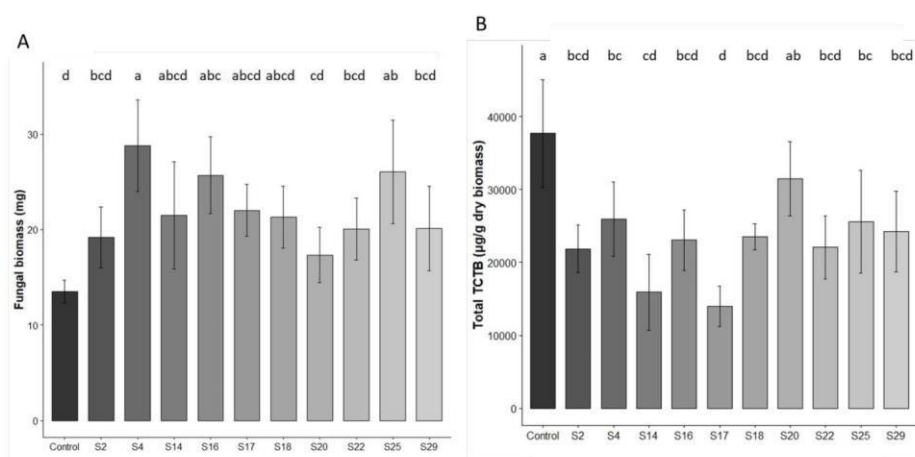 A
d bcd a abcd abc abcd abcd cd bcd ab bcd
30
20
10
0
Fungal biomass (mg)
Control S2 S4 S14 S16 S17 S18 S20 S22 S25 S29
B
a bcd bc cd bcd d bcd ab bcd bc bcd
40000
30000
20000
10000
0
Total TCTB (µg/g dry biomass)
Control S2 S4 S14 S16 S17 S18 S20 S22 S25 S29